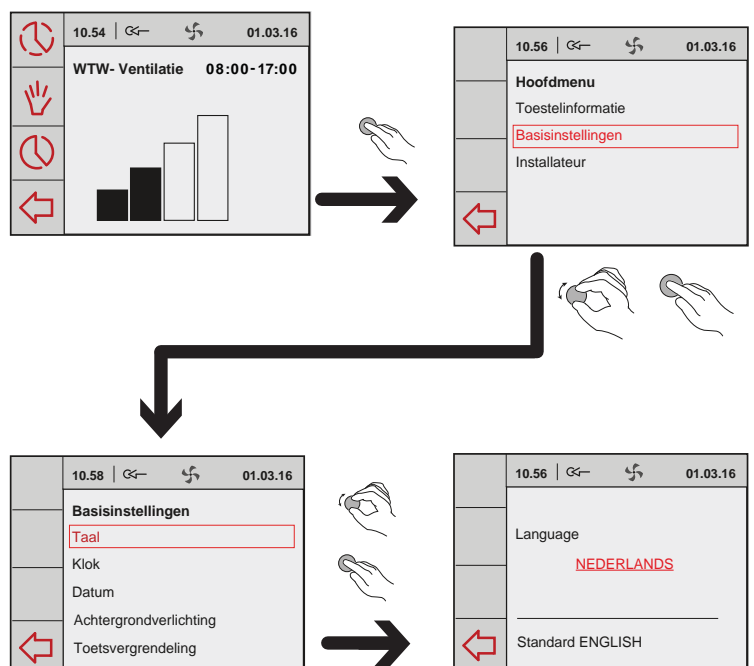 10.54 01.03.16
WTW- Ventilatie 08:00-17:00
10.56 01.03.16
Hoofdmenu
Toestelinformatie
Basisinstellingen
Installateur
10.58 01.03.16
Basisinstellingen
Taal
Klok
Datum
Achtergrondverlichting
Toetsvergrendeling
10.56 01.03.16
Language
NEDERLANDS
Standard ENGLISH